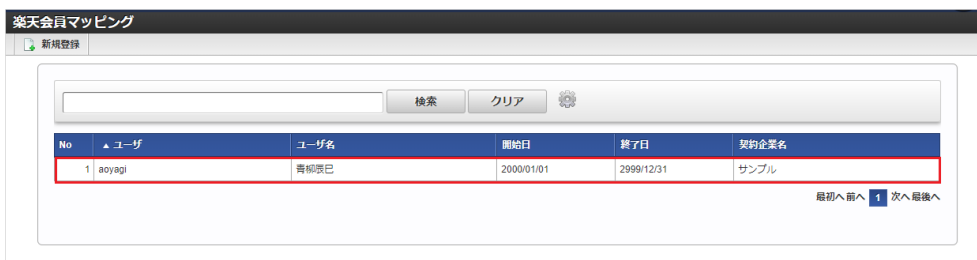 楽天会員マッピング
新規登録
検索 クリア
No ▲ ユーザ ユーザ名 開始日 終了日 契約企業名
1 aoyagi 青柳辰巳 2000/01/01 2999/12/31 サンプル
最初へ 前へ 1 次へ 最後へ